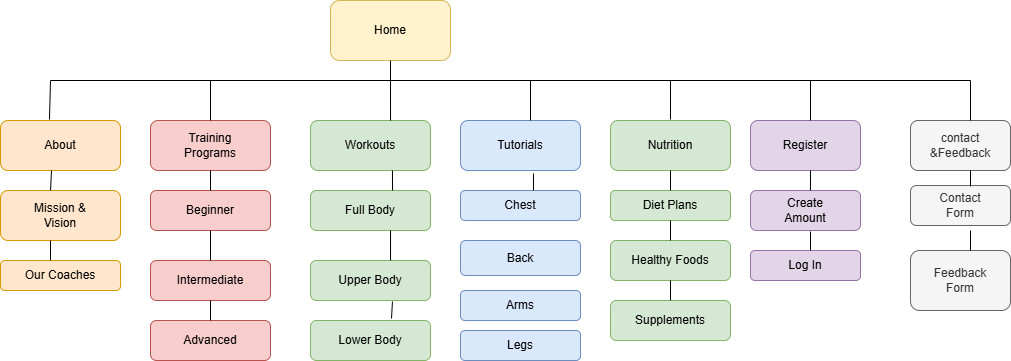 Home
About
Training
Programs
Workouts
Tutorials
Nutrition
Register
contact
&Feedback
Mission &
Vision
Beginner
Full Body
Chest
Diet Plans
Create
Amount
Contact
Form
Our Coaches
Intermediate
Upper Body
Back
Healthy Foods
Log In
Feedback
Form
Advanced
Lower Body
Arms
Legs
Supplements